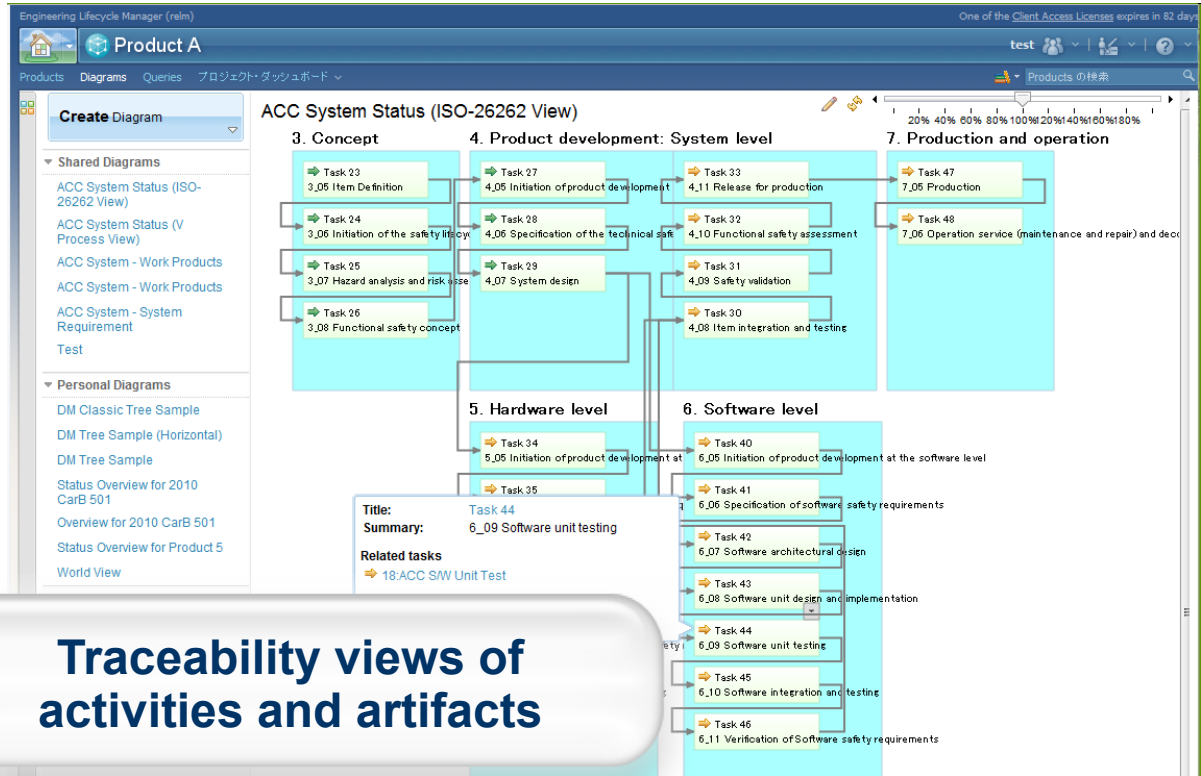 Engineering Lifecycle Manager (relm)
One of the Client Access Licenses expires in 82 days
Product A
test
Products Diagrams Queries プロジェクト・ダッシュボード
Products の検索
Create Diagram
Shared Diagrams
ACC System Status (ISO-
26262 View)
ACC System Status (V
Process View)
ACC System - Work Products
ACC System - Work Products
ACC System - System
Requirement
Test
Personal Diagrams
DM Classic Tree Sample
DM Tree Sample (Horizontal)
DM Tree Sample
Status Overview for 2010
CarB 501
Overview for 2010 CarB 501
Status Overview for Product 5
World View
ACC System Status (ISO-26262 View)
20% 40% 60% 80% 100% 120% 140% 160% 180%
3. Concept
Task 23
3_05 Item Definition
Task 24
3_06 Initiation of the safety lifecy
Task 25
3_07 Hazard analysis and risk asse
Task 26
3_08 Functional safety concept
4. Product development: System level
Task 27
4_05 Initiation of product development
Task 28
4_06 Specification of the technical safe
Task 29
4_07 System design
Task 33
4_11 Release for production
Task 32
4_10 Functional safety assessment
Task 31
4_09 Safety validation
Task 30
4_08 Item integration and testing
7. Production and operation
Task 47
7_05 Production
Task 48
7_06 Operation service (maintenance and repair) and deco
5. Hardware level
Task 34
5_05 Initiation of product development at
Task 35
6. Software level
Task 40
6_05 Initiation of product development at the software level
Task 41
6_06 Specification of software safety requirements
Task 42
6_07 Software architectural design
Task 43
6_08 Software unit design and implementation
Task 44
6_09 Software unit testing
Task 45
6_10 Software integration and testing
Task 46
6_11 Verification of Software safety requirements
Title: Task 44
Summary: 6_09 Software unit testing
Related tasks
18:ACC S/W Unit Test
Traceability views of
activities and artifacts